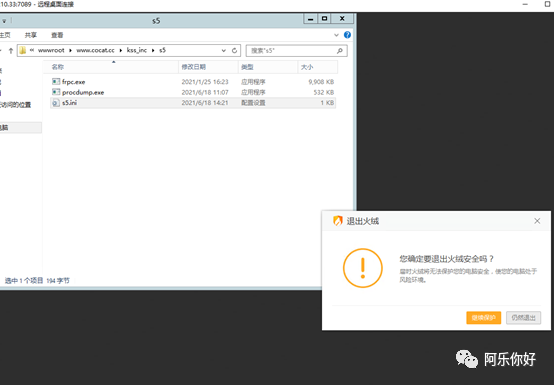 10.33:7089 - 远程桌面连接
s5
主页 共享 查看
« wwwroot › www.cocat.cc › kss_inc › s5
搜索"s5"
名称 修改日期 类型 大小
frpc.exe 2021/1/25 16:23 应用程序 9,908 KB
procdump.exe 2021/6/18 11:07 应用程序 532 KB
s5.ini 2021/6/18 14:21 配置设置 1 KB
访问的位置
电脑
选中 1 个项目 194 字节
退出火绒
您确定要退出火绒安全吗？
届时火绒将无法保护您的电脑安全，使您的电脑处于
风险环境。
继续保护 仍然退出
阿乐你好